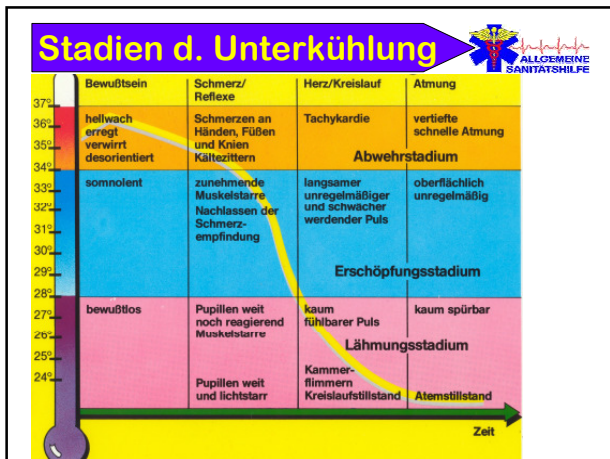 Stadien d. Unterkühlung
ALLGEMEINE
SANITÄTSHILFE
Bewußtsein
Schmerz/
Reflexe
Herz/Kreislauf
Atmung
37°
36°
35°
34°
33°
32°
31°
30°
29°
28°
27°
26°
25°
24°
hellwach
erregt
verwirrt
desorientiert
Schmerzen an
Händen, Füßen
und Knien
Kältezittern
Tachykardie
vertiefte
schnelle Atmung
Abwehrstadium
somnolent
zunehmende
Muskelstarre
Nachlassen der
Schmerz-
empfindung
langsamer
unregelmäßiger
und schwächer
werdender Puls
oberflächlich
unregelmäßig
Erschöpfungsstadium
bewußtlos
Pupillen weit
noch reagierend
Muskelstarre
kaum
fühlbarer Puls
kaum spürbar
Lähmungsstadium
Pupillen weit
und lichtstarr
Kammer-
flimmern
Kreislaufstillstand
Atemstillstand
Zeit